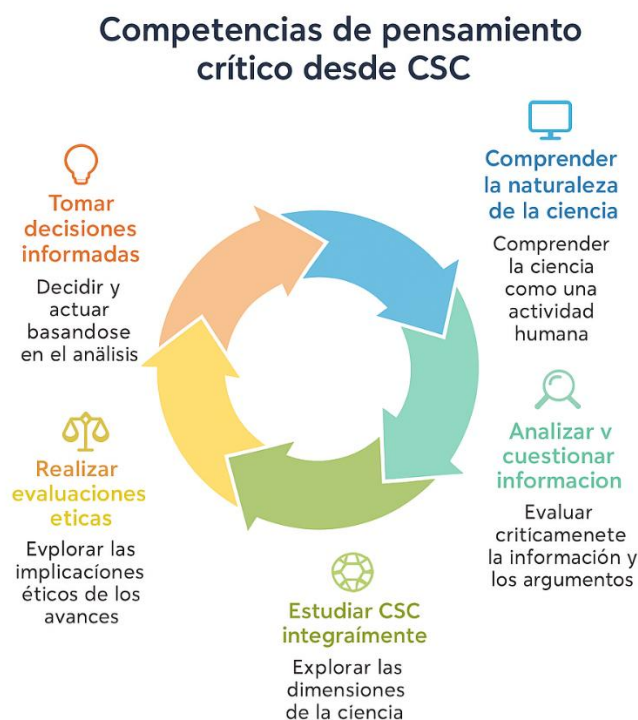 Competencias de pensamiento
crítico desde CSC
Comprender
la naturaleza
de la ciencia
Comprender
la ciencia
como una
actividad
humana
Analizar v
cuestionar
informacion
Evaluar
critícamenete
la información y
los argumentos
Estudiar CSC
integraímente
Explorar las
dimensiones
de la ciencia
Realizar
evaluaciones
eticas
Evplorar las
implicacíones
éticos de los
avances
Tomar
decisiones
informadas
Decidir y
actuar
basandose
en el anälisis